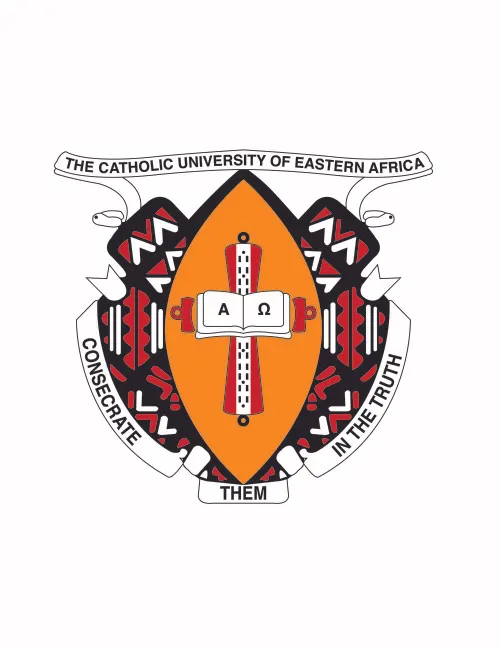 THE CATHOLIC UNIVERSITY OF EASTERN AFRICA
Α Ω
CONSECRATE
THEM
IN THE TRUTH